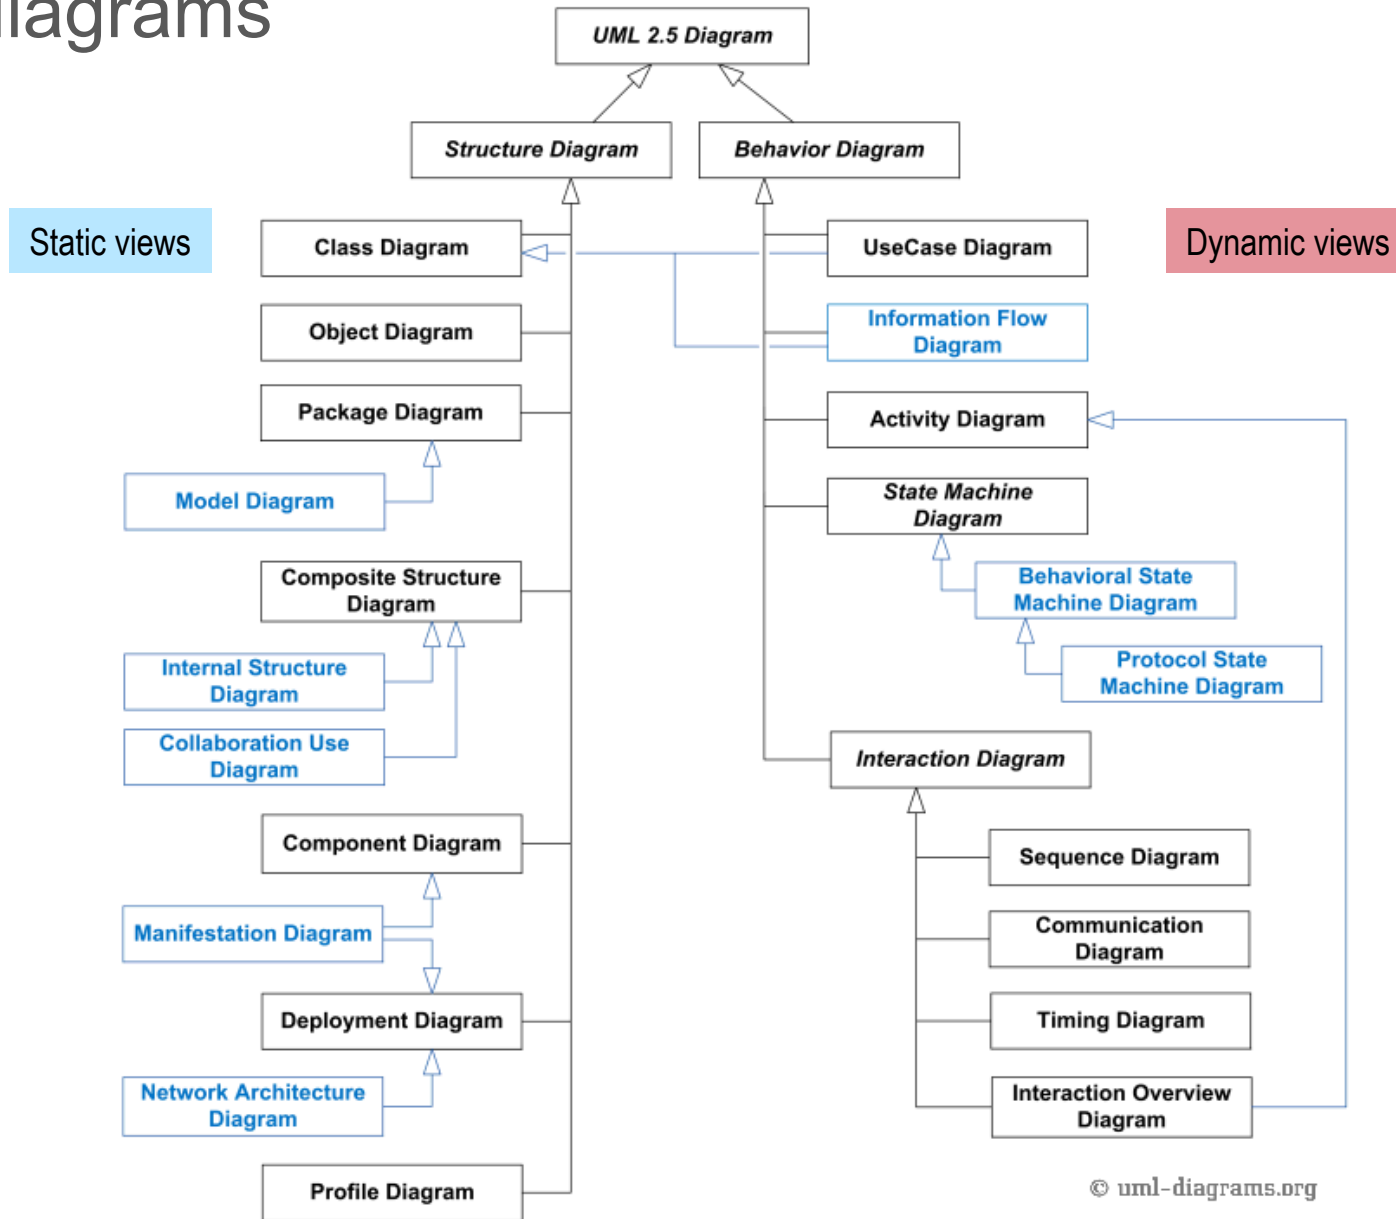 diagrams
UML 2.5 Diagram
Structure Diagram
Behavior Diagram
Static views
Dynamic views
Class Diagram
Object Diagram
Package Diagram
Model Diagram
Composite Structure
Diagram
Internal Structure
Diagram
Collaboration Use
Diagram
Component Diagram
Manifestation Diagram
Deployment Diagram
Network Architecture
Diagram
Profile Diagram
UseCase Diagram
Information Flow
Diagram
Activity Diagram
State Machine
Diagram
Behavioral State
Machine Diagram
Protocol State
Machine Diagram
Interaction Diagram
Sequence Diagram
Communication
Diagram
Timing Diagram
Interaction Overview
Diagram
© uml-diagrams.org